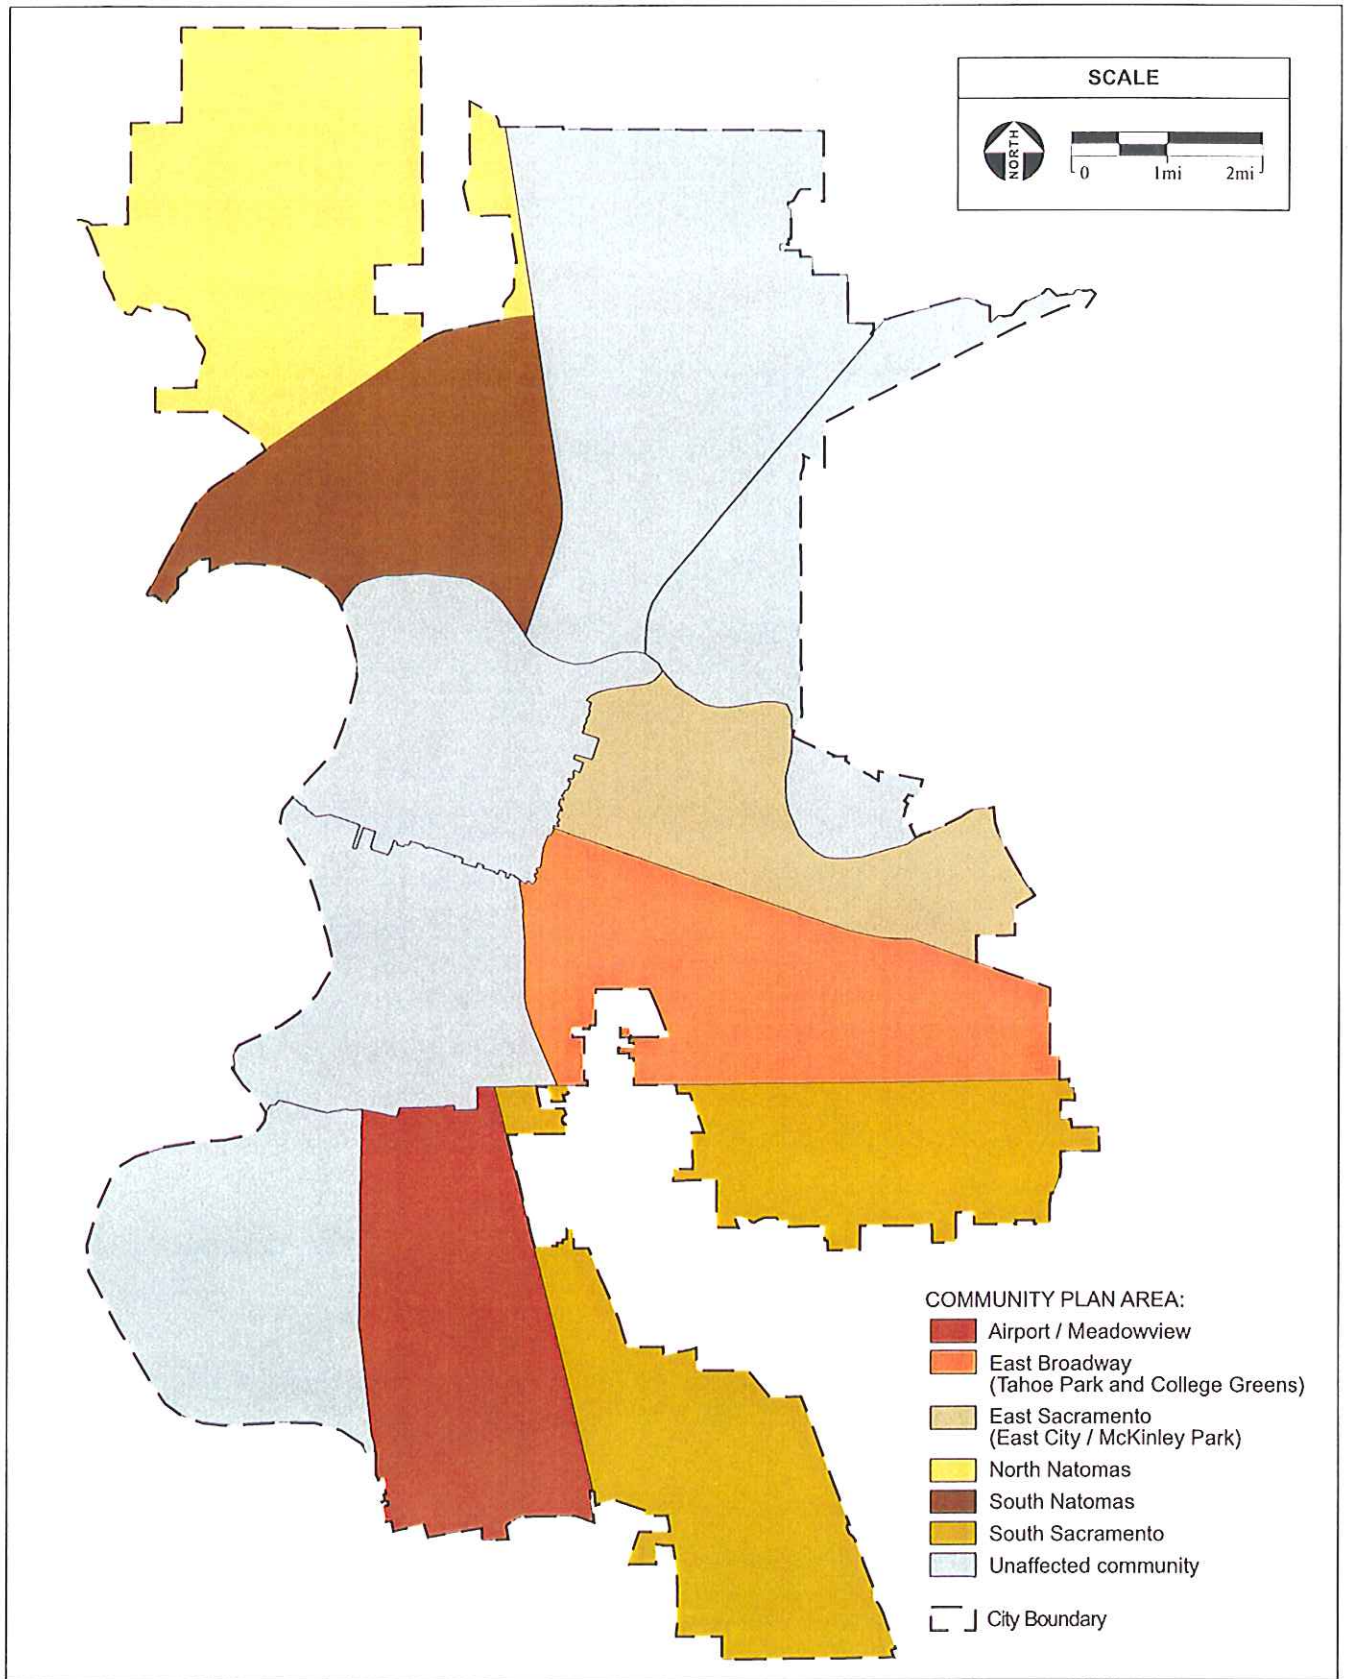 SCALE
NORTH
0 1mi 2mi
COMMUNITY PLAN AREA:
Airport / Meadowview
East Broadway
(Tahoe Park and College Greens)
East Sacramento
(East City / McKinley Park)
North Natomas
South Natomas
South Sacramento
Unaffected community
City Boundary